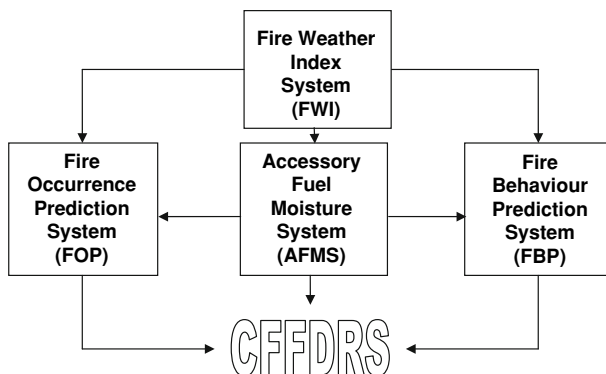 Fire Weather
Index
System
(FWI)
Fire
Occurrence
Prediction
System
(FOP)
Accessory
Fuel
Moisture
System
(AFMS)
Fire
Behaviour
Prediction
System
(FBP)
CFFDRS